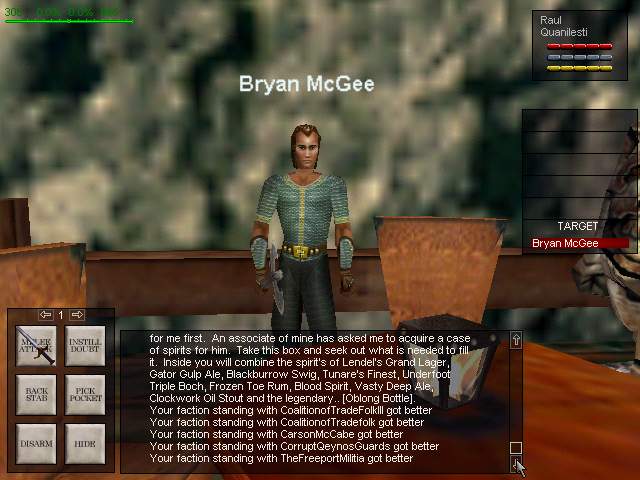 Raul
Quanilesti
Bryan McGee
TARGET
Bryan McGee
1
MELEE ATTACK
INSTILL DOUBT
BACK STAB
PICK POCKET
DISARM
HIDE
for me first. An associate of mine has asked me to acquire a case
of spirits for him. Take this box and seek out what is needed to fill
it. Inside you will combine the spirit's of Lendel's Grand Lager,
Gator Gulp Ale, Blackburrow Swig, Tunare's Finest, Underfoot
Triple Boch, Frozen Toe Rum, Blood Spirit, Vasty Deep Ale,
Clockwork Oil Stout and the legendary.. [Oblong Bottle].
Your faction standing with CoalitionofTradeFolkIII got better
Your faction standing with CoalitionofTradefolk got better
Your faction standing with CarsonMcCabe got better
Your faction standing with CorruptQeynosGuards got better
Your faction standing with TheFreeportMilitia got better